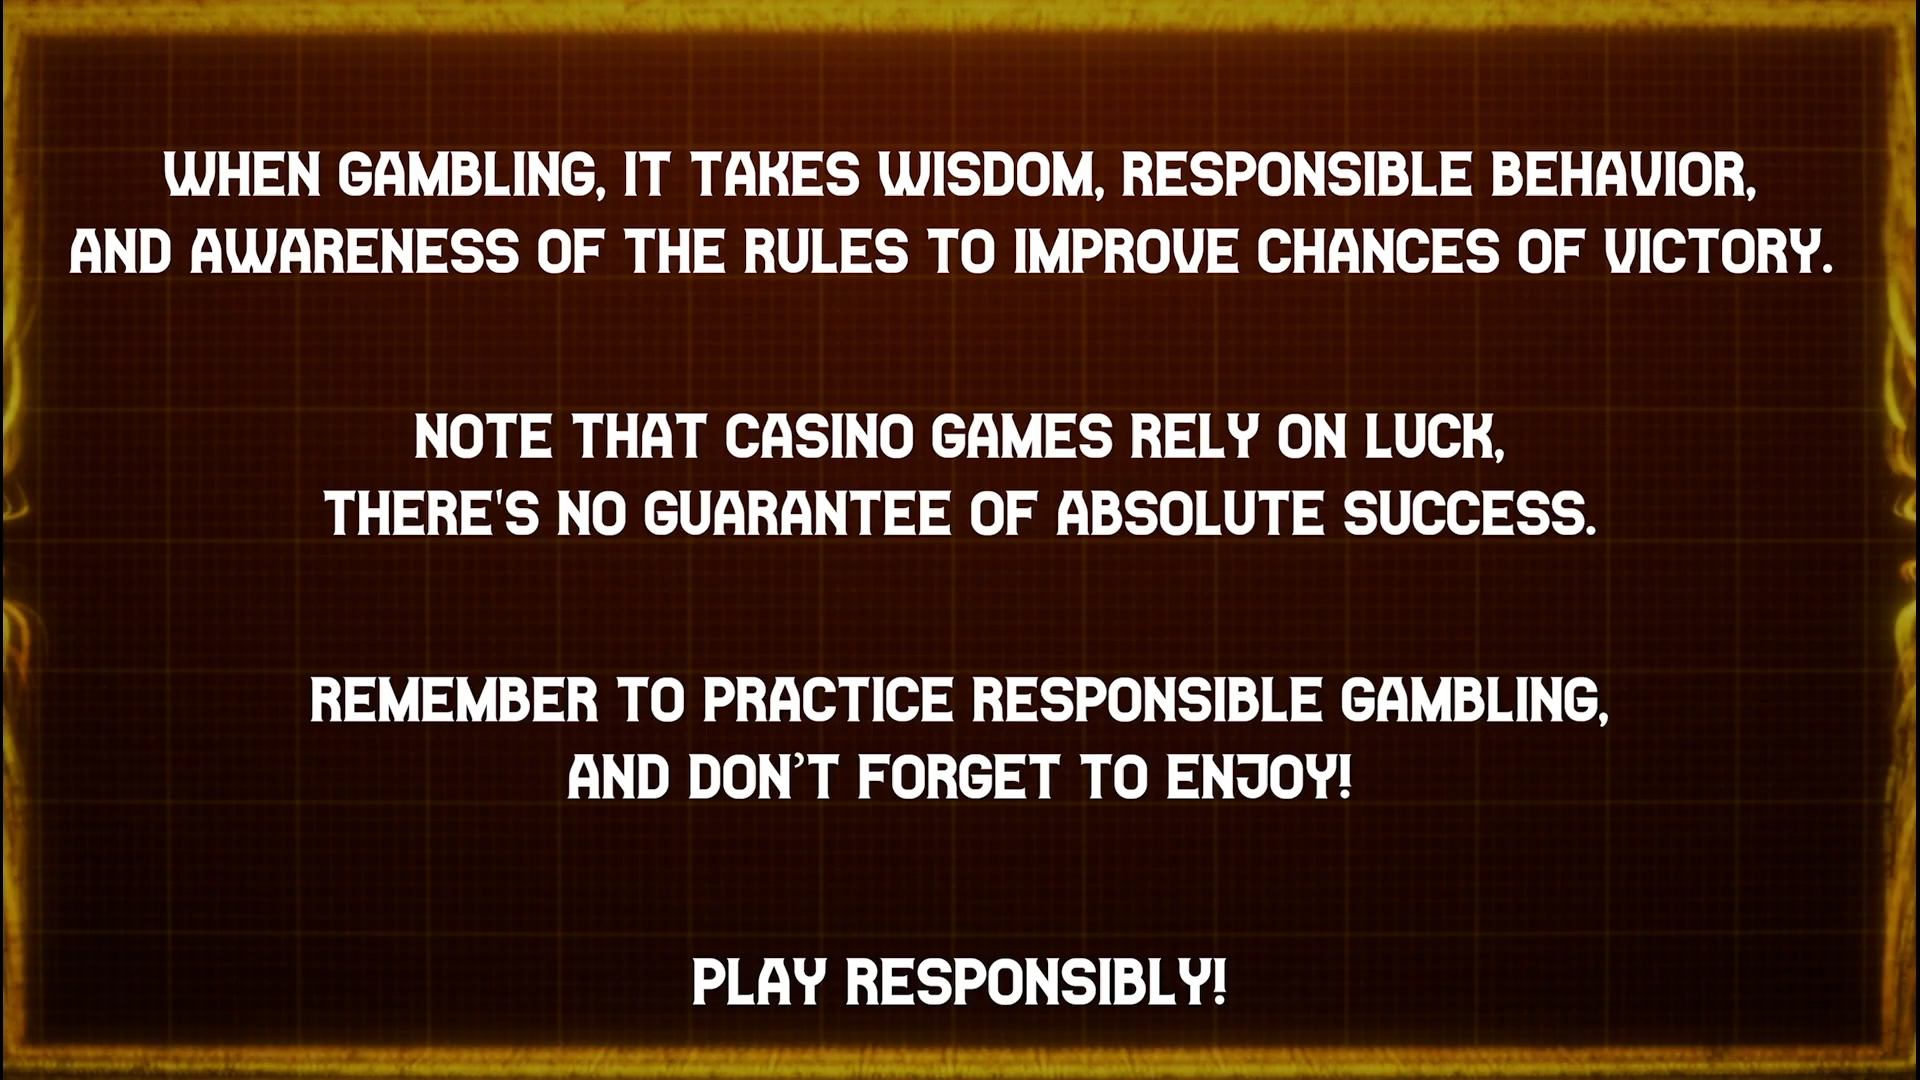 WHEN GAMBLING, IT TAKES WISDOM, RESPONSIBLE BEHAVIOR,
AND AWARENESS OF THE RULES TO IMPROVE CHANCES OF VICTORY.
NOTE THAT CASINO GAMES RELY ON LUCK,
THERE'S NO GUARANTEE OF ABSOLUTE SUCCESS.
REMEMBER TO PRACTICE RESPONSIBLE GAMBLING,
AND DON’T FORGET TO ENJOY!
PLAY RESPONSIBLY!